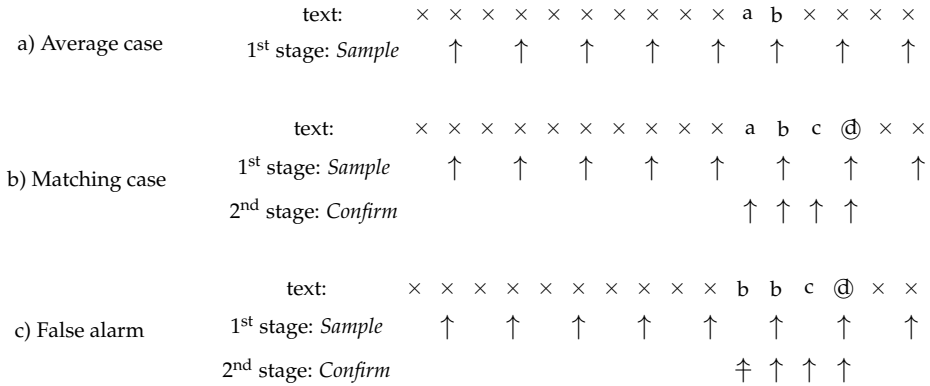 text: × × × × × × × × × × a b × × × ×
a) Average case
1st stage: Sample ↑ ↑ ↑ ↑ ↑ ↑ ↑ ↑
text: × × × × × × × × × × a b c ⓓ × ×
1st stage: Sample ↑ ↑ ↑ ↑ ↑ ↑ ↑ ↑
b) Matching case
2nd stage: Confirm ↑ ↑ ↑ ↑
text: × × × × × × × × × × b b c ⓓ × ×
c) False alarm
1st stage: Sample ↑ ↑ ↑ ↑ ↑ ↑ ↑ ↑
2nd stage: Confirm ⤉ ↑ ↑ ↑